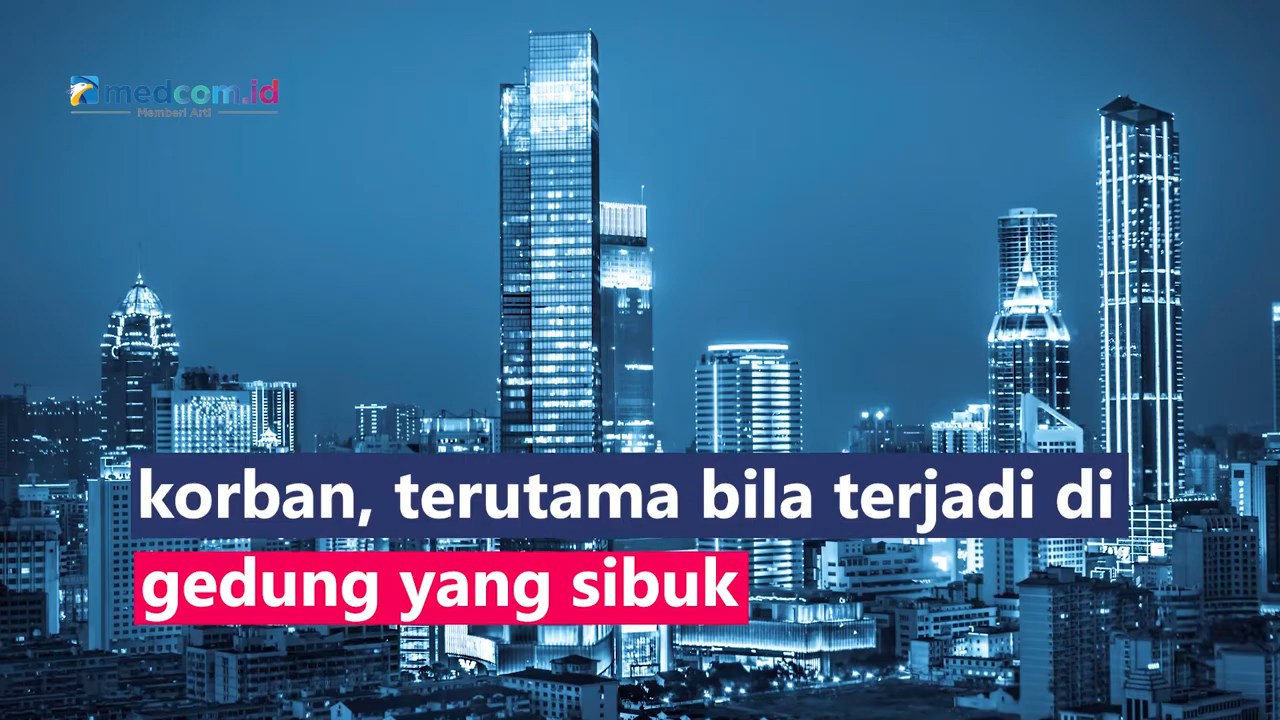 medcom.id
Memberi Arti
korban, terutama bila terjadi di
gedung yang sibuk